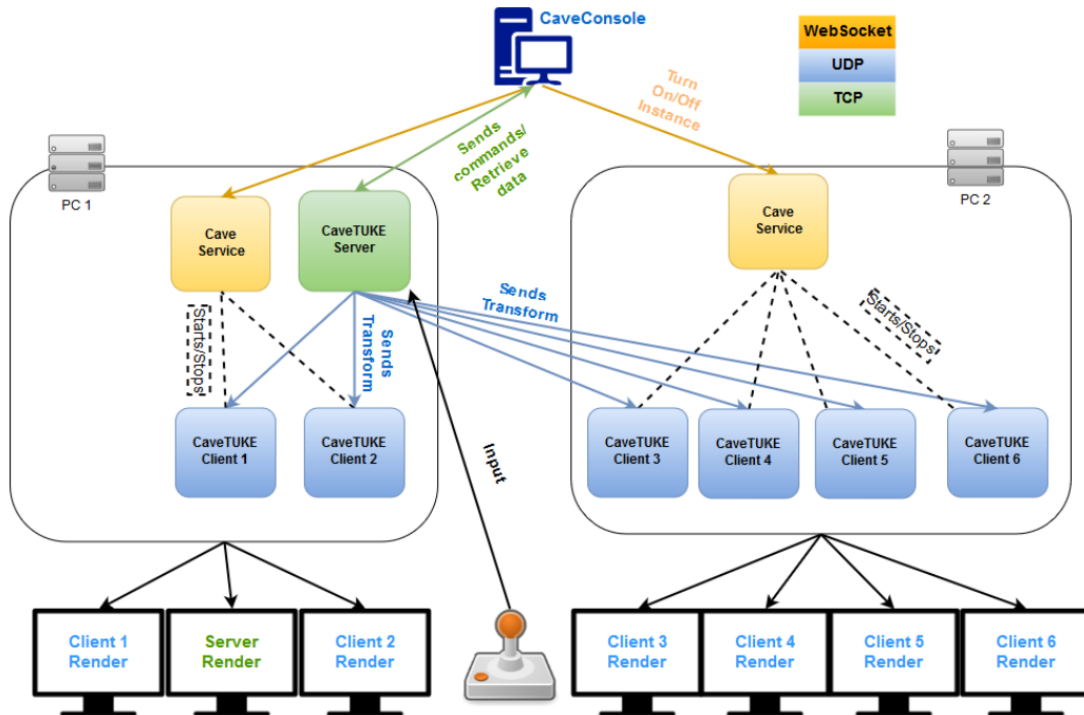 CaveConsole
WebSocket
UDP
TCP
Turn
On/Off
Instance
Sends
commands/
Retrieve
data
PC 1
PC 2
Cave
Service
CaveTUKE
Server
Cave
Service
Sends
Transform
Starts/Stops
Sends
Transform
Starts/Stops
CaveTUKE
Client 1
CaveTUKE
Client 2
Input
CaveTUKE
Client 3
CaveTUKE
Client 4
CaveTUKE
Client 5
CaveTUKE
Client 6
Client 1
Render
Server
Render
Client 2
Render
Client 3
Render
Client 4
Render
Client 5
Render
Client 6
Render